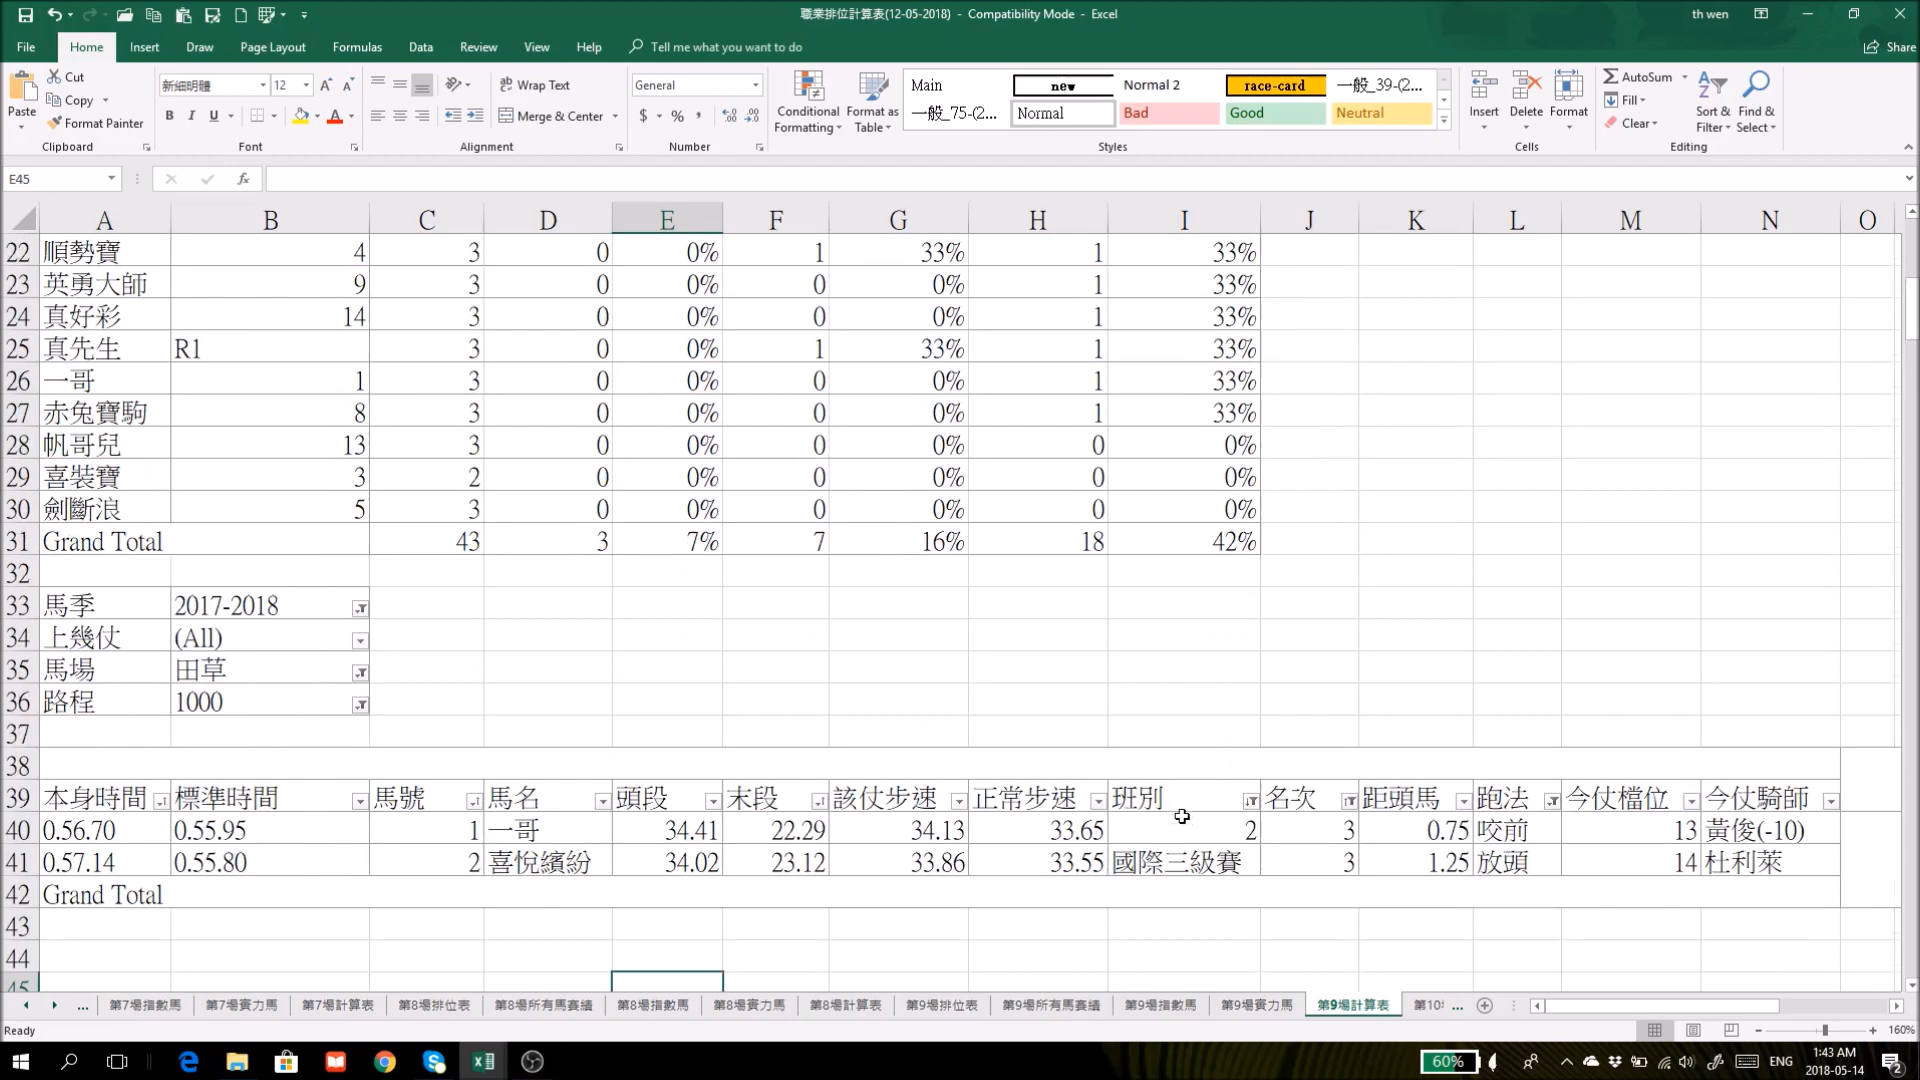 職業排位計算表(12-05-2018) - Compatibility Mode - Excel
th wen
File Home Insert Draw Page Layout Formulas Data Review View Help Tell me what you want to do
Share
Paste
Cut
Copy
Format Painter
Clipboard
新細明體 12
B I U
Font
Wrap Text
Merge & Center
Alignment
General
$ % ,
Number
Conditional Formatting
Format as Table
Main new Normal 2 race-card 一般_39-(2...
一般_75-(2... Normal Bad Good Neutral
Styles
Insert Delete Format
Cells
AutoSum
Fill
Clear
Sort & Filter
Find & Select
Editing
E45
fx
A B C D E F G H I J K L M N O
22 順勢寶 4 3 0 0% 1 33% 1 33%
23 英勇大師 9 3 0 0% 0 0% 1 33%
24 真好彩 14 3 0 0% 0 0% 1 33%
25 真先生 R1 3 0 0% 1 33% 1 33%
26 一哥 1 3 0 0% 0 0% 1 33%
27 赤兔寶駒 8 3 0 0% 0 0% 1 33%
28 帆哥兒 13 3 0 0% 0 0% 0 0%
29 喜裝寶 3 2 0 0% 0 0% 0 0%
30 劍斷浪 5 3 0 0% 0 0% 0 0%
31 Grand Total 43 3 7% 7 16% 18 42%
32
33 馬季 2017-2018
34 上幾仗 (All)
35 馬場 田草
36 路程 1000
37
38
39 本身時間 標準時間 馬號 馬名 頭段 末段 該仗步速 正常步速 班別 名次 距頭馬 跑法 今仗檔位 今仗騎師
40 0.56.70 0.55.95 1 一哥 34.41 22.29 34.13 33.65 2 3 0.75 咬前 13 黃俊(-10)
41 0.57.14 0.55.80 2 喜悅繽紛 34.02 23.12 33.86 33.55 國際三級賽 3 1.25 放頭 14 杜利萊
42 Grand Total
43
44
45
... 第7場指數馬 第7場實力馬 第7場計算表 第8場排位表 第8場所有馬賽績 第8場指數馬 第8場實力馬 第8場計算表 第9場排位表 第9場所有馬賽績 第9場指數馬 第9場實力馬 第9場計算表 第10 ...
Ready
160%
60%
ENG
1:43 AM
2018-05-14
2